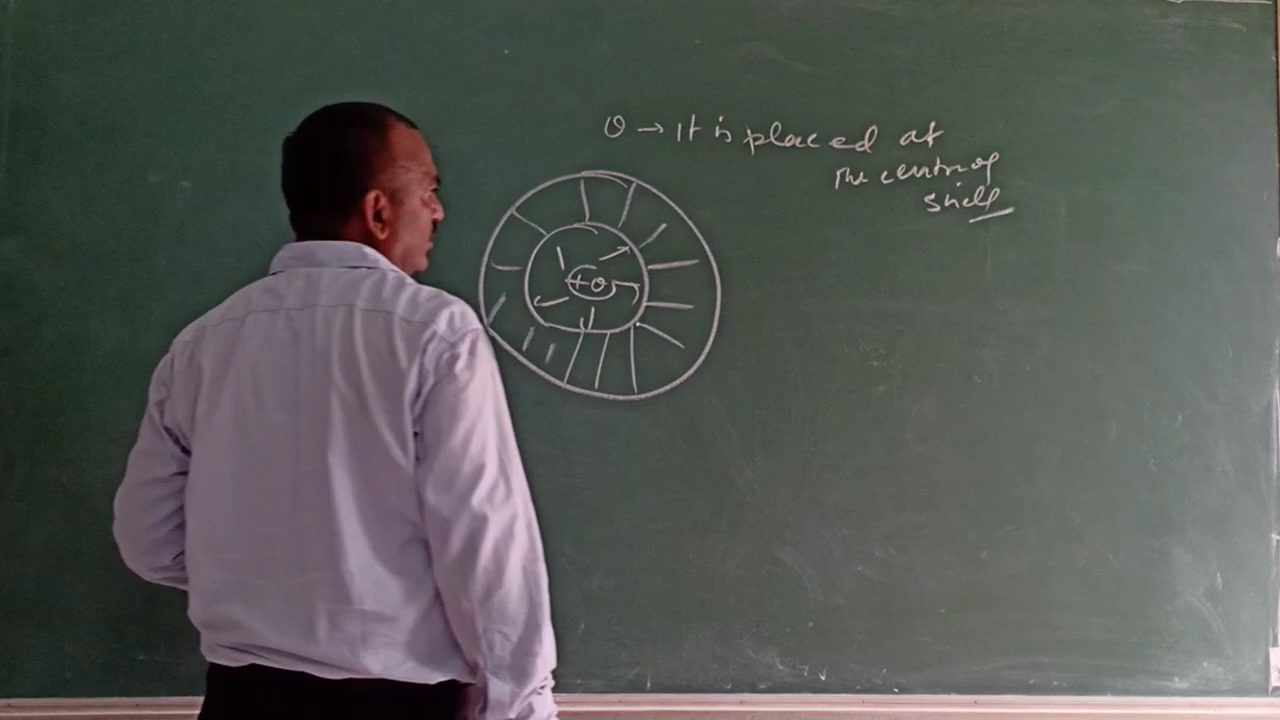 Q → It is placed at
the centre of
shell
+Q